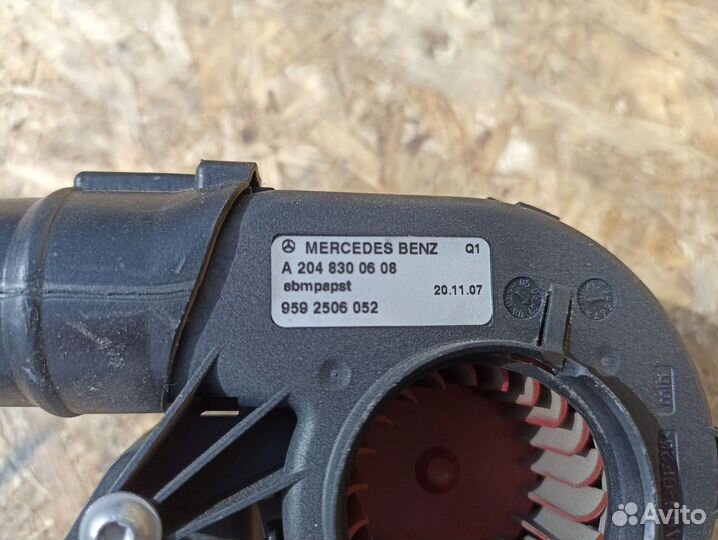 MERCEDES BENZ Q1
A 204 830 06 08
ebmpapst 20.11.07
959 2506 052
Avito